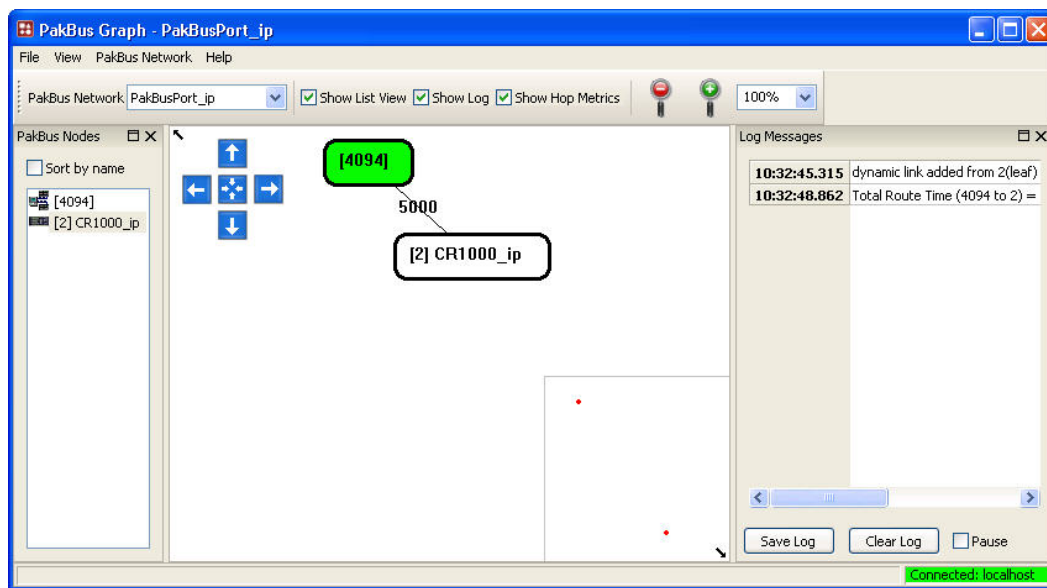 PakBus Graph - PakBusPort_ip
File View PakBus Network Help
PakBus Network PakBusPort_ip Show List View Show Log Show Hop Metrics 100%
PakBus Nodes
Sort by name
[4094]
[2] CR1000_ip
[4094]
5000
[2] CR1000_ip
Log Messages
10:32:45.315 dynamic link added from 2(leaf)
10:32:48.862 Total Route Time (4094 to 2) =
Save Log Clear Log Pause
Connected: localhost